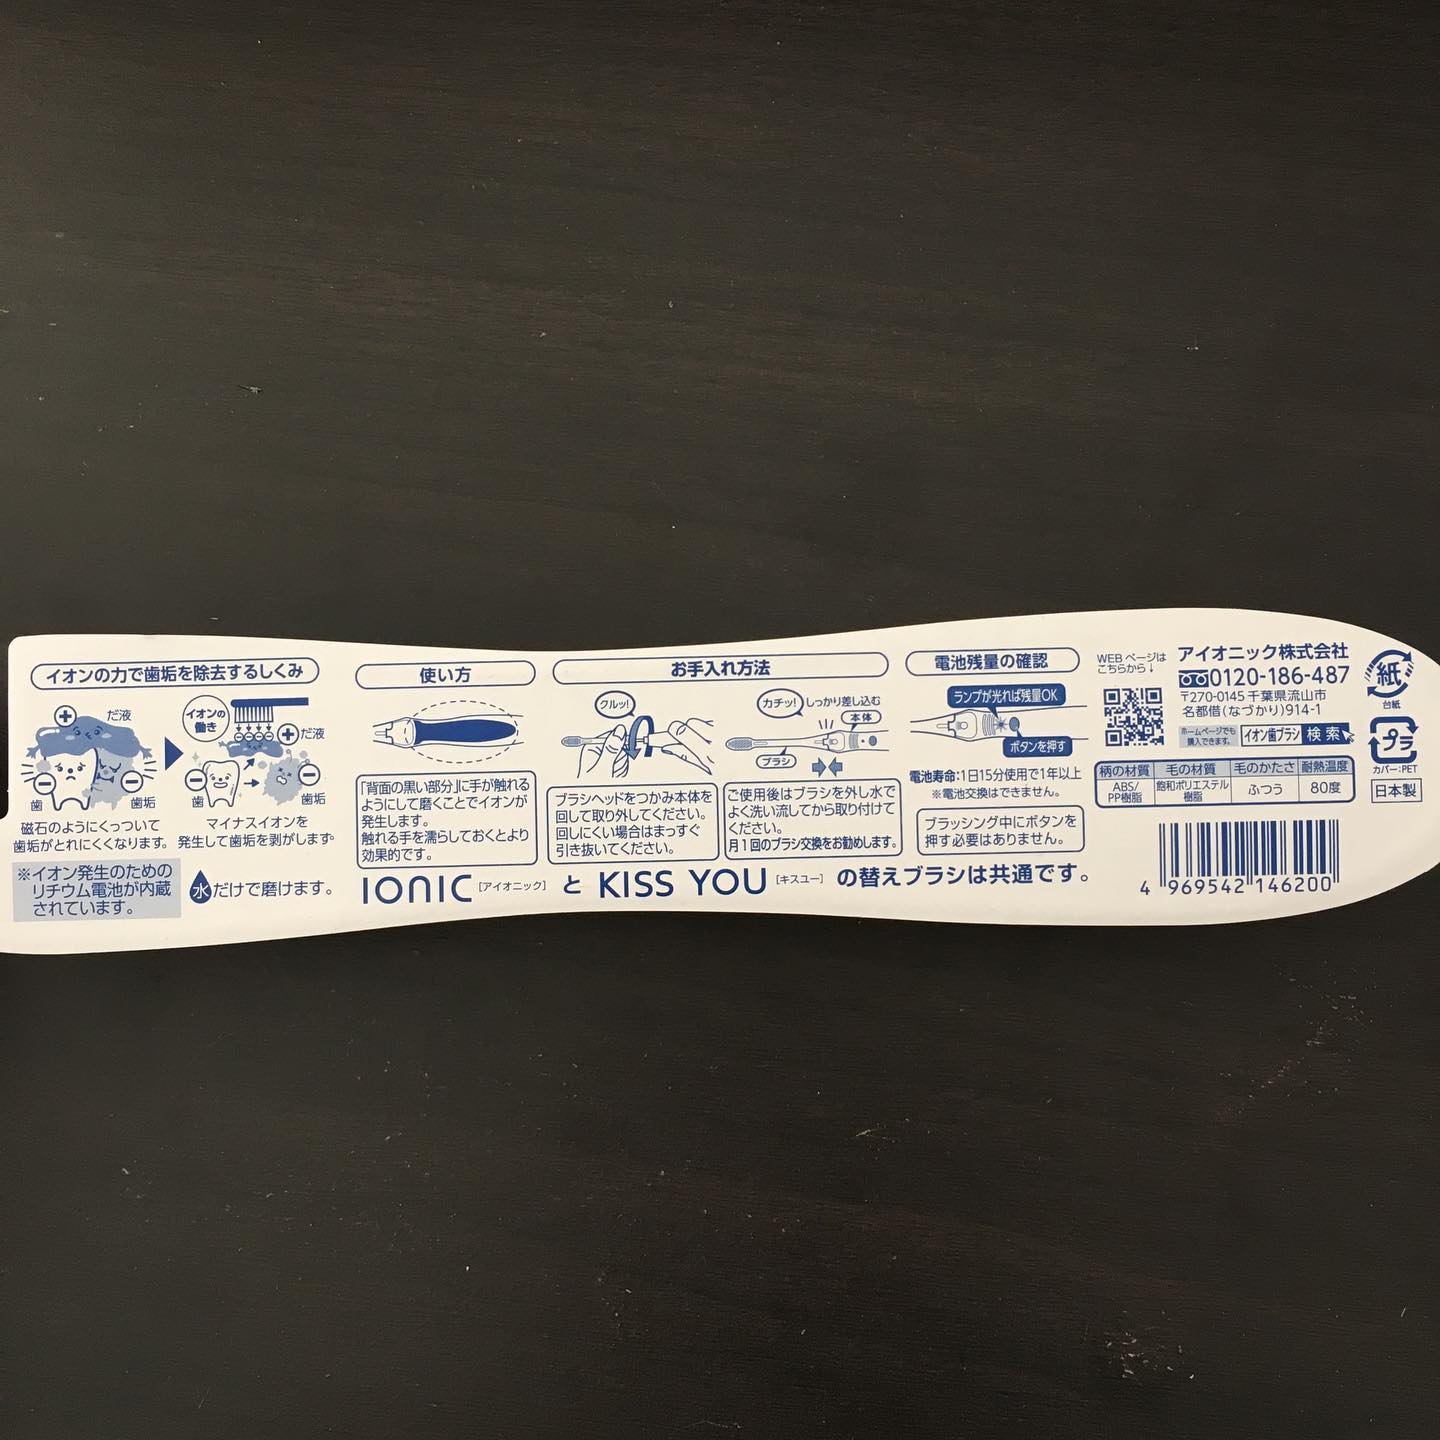 イオンの力で歯垢を除去するしくみ
だ液
歯
歯垢
磁石のようにくっついて
歯垢がとれにくくなります。
イオンの
働き
だ液
歯
歯垢
マイナスイオンを
発生して歯垢を剥がします。
※イオン発生のための
リチウム電池が内蔵
されています。
水だけで磨けます。
使い方
「背面の黒い部分」に手が触れる
ようにして磨くことでイオンが
発生します。
触れる手を濡らしておくとより
効果的です。
お手入れ方法
クルッ!
ブラシヘッドをつかみ本体を
回して取り外してください。
回しにくい場合はまっすぐ
引き抜いてください。
カチッ!
しっかり差し込む
本体
ブラシ
ご使用後はブラシを外し水で
よく洗い流してから取り付けて
ください。
月1回のブラシ交換をお勧めします。
電池残量の確認
ランプが光れば残量OK
ボタンを押す
電池寿命:1日15分使用で1年以上
※電池交換はできません。
ブラッシング中にボタンを
押す必要はありません。
IONIC [アイオニック] と KISS YOU [キスユー] の替えブラシは共通です。
WEBページは
こちらから↓
アイオニック株式会社
0120-186-487
〒270-0145 千葉県流山市
名都借(なづかり)914-1
ホームページでも
購入できます。
イオン歯ブラシ 検索
柄の材質 毛の材質 毛のかたさ 耐熱温度
ABS/
PP樹脂
飽和ポリエステル
樹脂
ふつう
80度
4 969542 146200
紙
台紙
プラ
カバー:PET
日本製